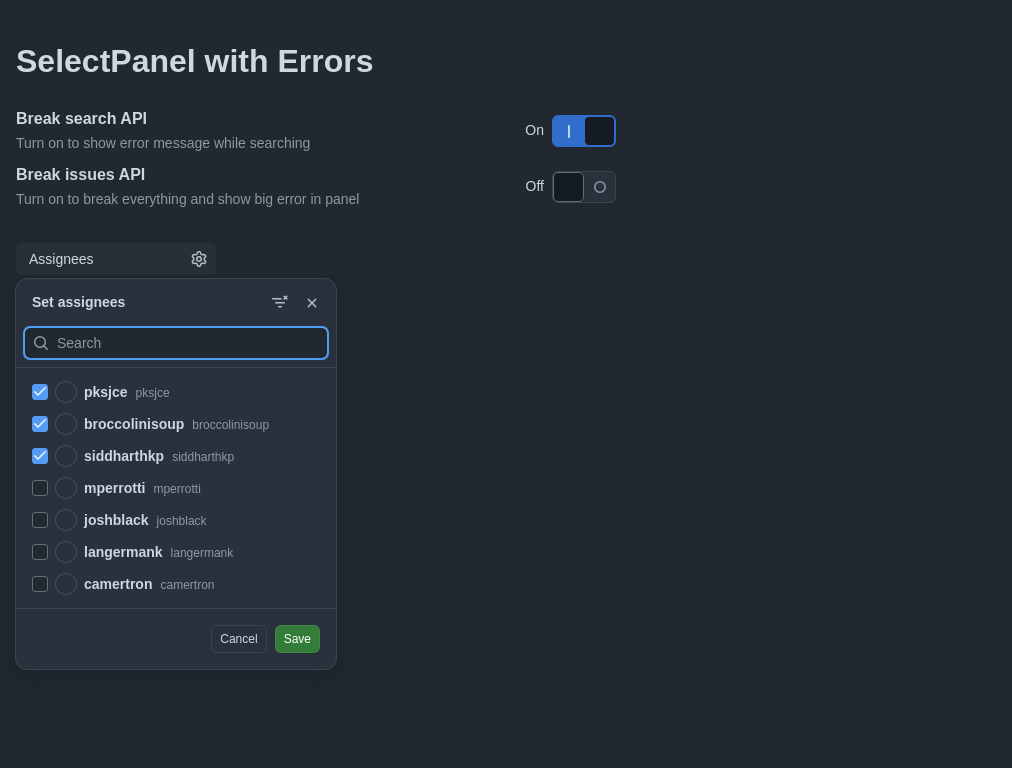 SelectPanel with Errors
Break search API
Turn on to show error message while searching
On
Break issues API
Turn on to break everything and show big error in panel
Off
Assignees
Set assignees
Search
pksjce pksjce
broccolinisoup broccolinisoup
siddharthkp siddharthkp
mperrotti mperrotti
joshblack joshblack
langermank langermank
camertron camertron
Cancel Save